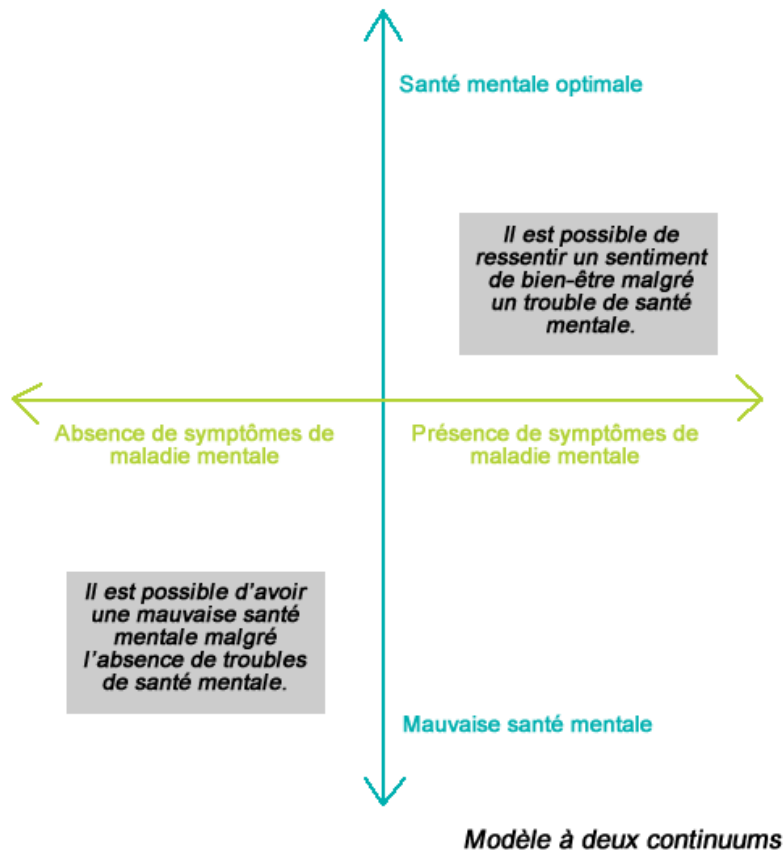 Santé mentale optimale
Il est possible de
ressentir un sentiment
de bien-être malgré
un trouble de santé
mentale.
Absence de symptômes de
maladie mentale
Présence de symptômes de
maladie mentale
Il est possible d'avoir
une mauvaise santé
mentale malgré
l'absence de troubles
de santé mentale.
Mauvaise santé mentale
Modèle à deux continuums